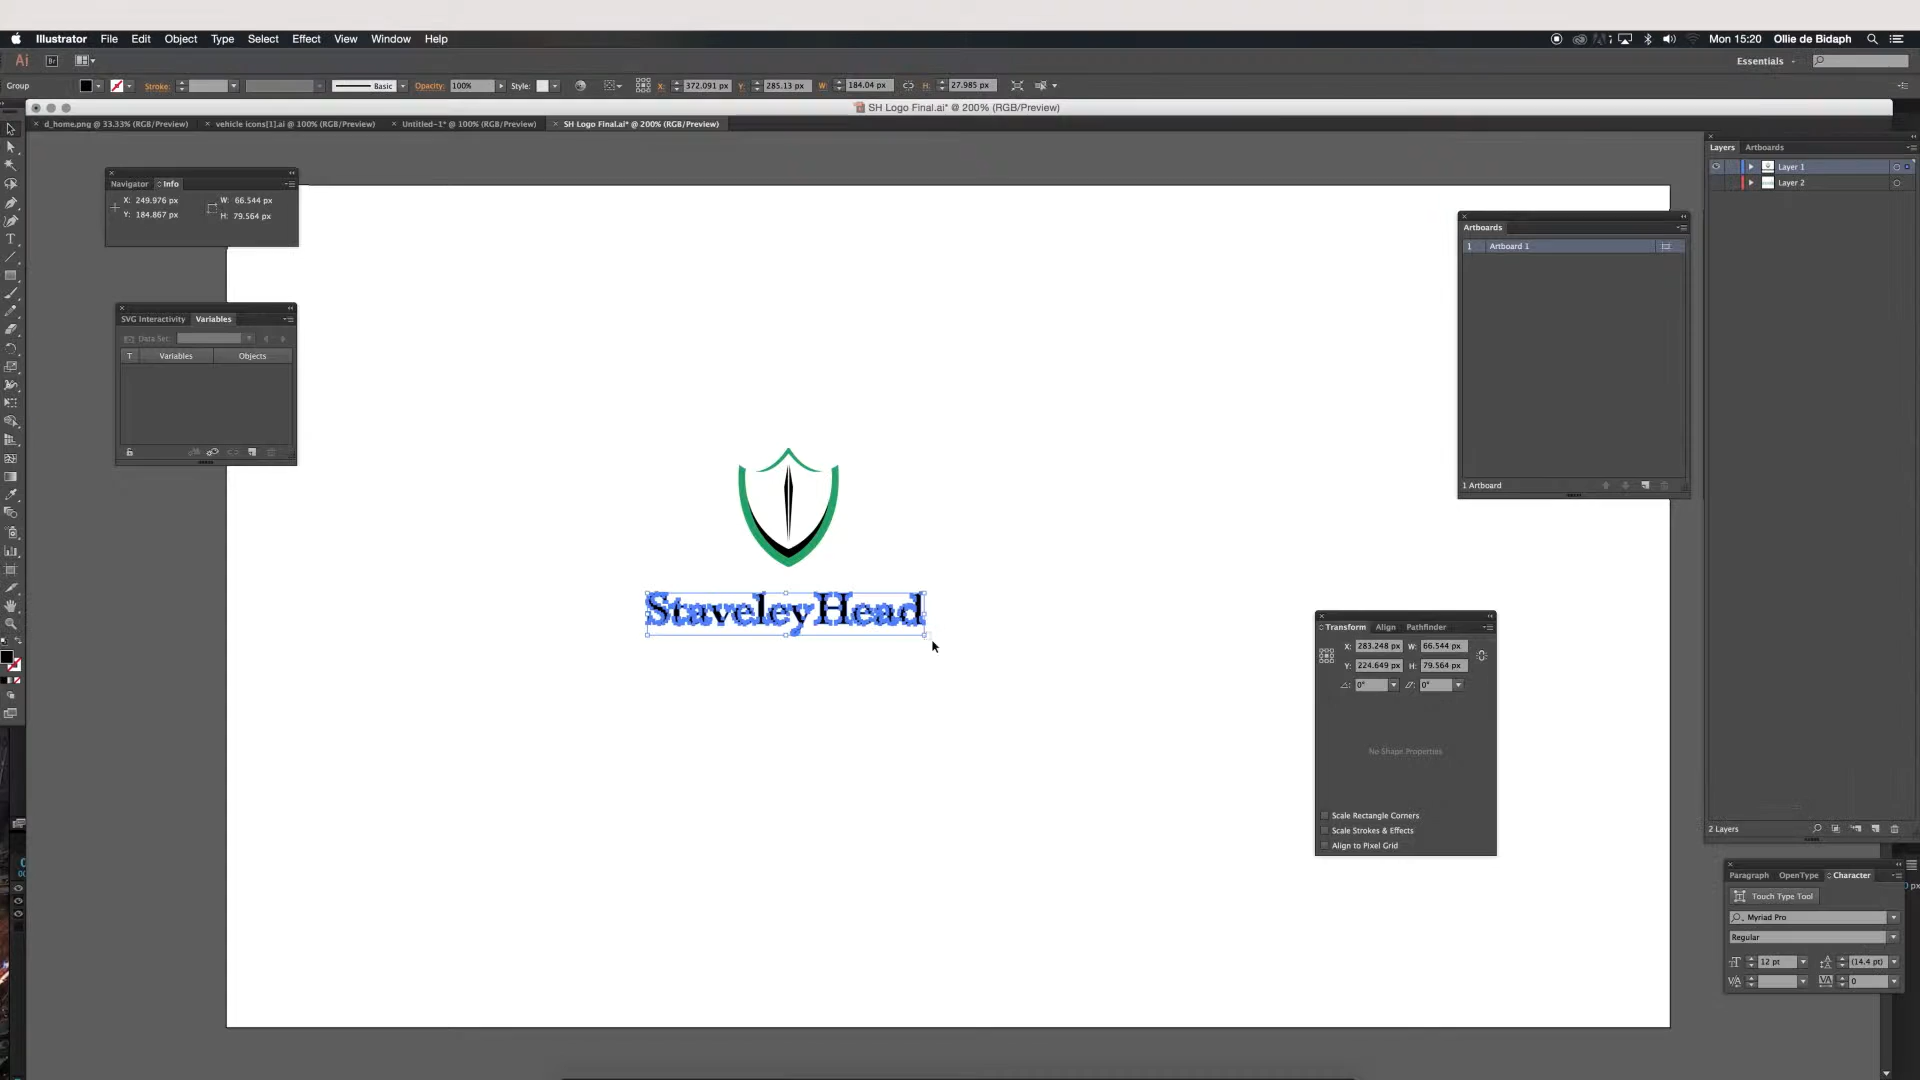 Illustrator File Edit Object Type Select Effect View Window Help
Mon 15:20 Ollie de Bidaph
Ai Br
Essentials
Group Stroke: Basic Opacity: 100% Style: X: 372.091 px Y: 285.13 px W: 184.04 px H: 27.985 px
SH Logo Final.ai* @ 200% (RGB/Preview)
d_home.png @ 33.33% (RGB/Preview) vehicle icons[1].ai @ 100% (RGB/Preview) Untitled-1* @ 100% (RGB/Preview) SH Logo Final.ai* @ 200% (RGB/Preview)
Layers Artboards
Layer 1
Layer 2
Navigator Info
X: 249.976 px W: 66.544 px
Y: 184.867 px H: 79.564 px
Artboards
1 Artboard 1
1 Artboard
SVG Interactivity Variables
Data Set:
T Variables Objects
StaveleyHead
Transform Align Pathfinder
X: 283.248 px W: 66.544 px
Y: 224.649 px H: 79.564 px
0° 0°
No Shape Properties
Scale Rectangle Corners
Scale Strokes & Effects
Align to Pixel Grid
2 Layers
Paragraph OpenType Character
Touch Type Tool
Myriad Pro
Regular
12 pt (14.4 pt)
0
px